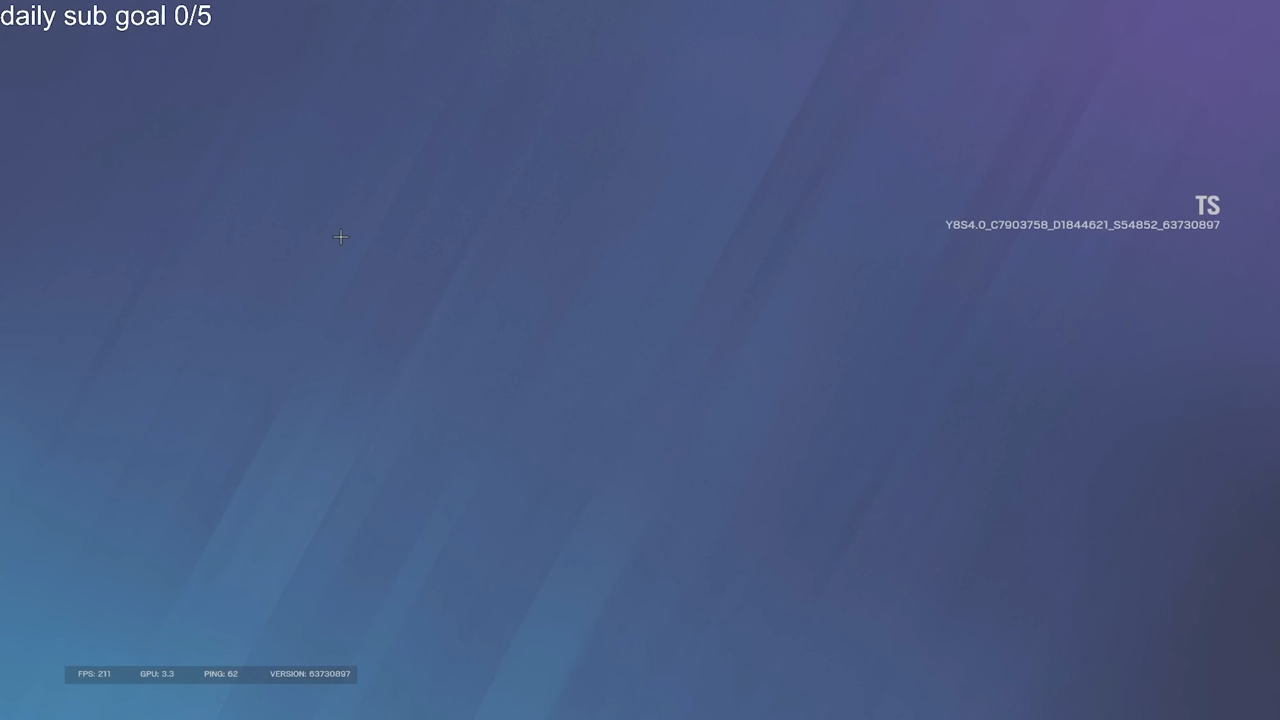 daily sub goal 0/5
TS
Y8S4.0_C7903758_D1844621_S54852_63730897
FPS: 211 GPU: 3.3 PING: 62 VERSION: 63730897